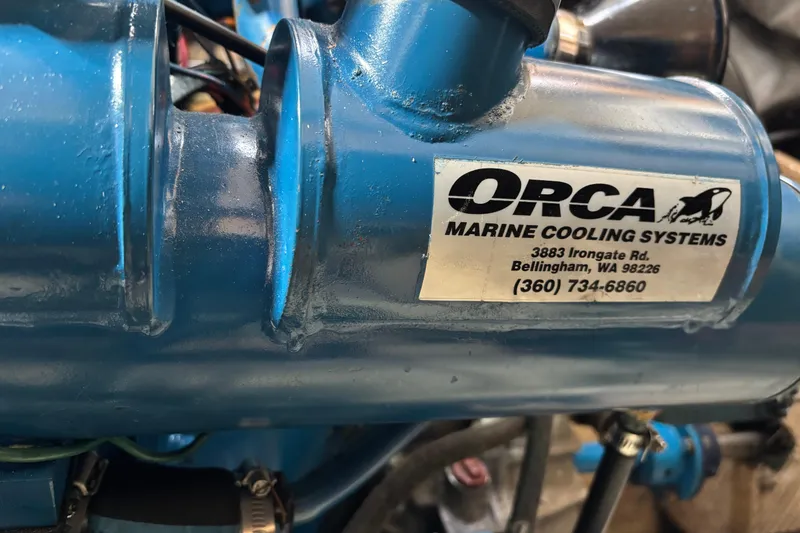 ORCA
MARINE COOLING SYSTEMS
3883 Irongate Rd.
Bellingham, WA 98226
(360) 734-6860